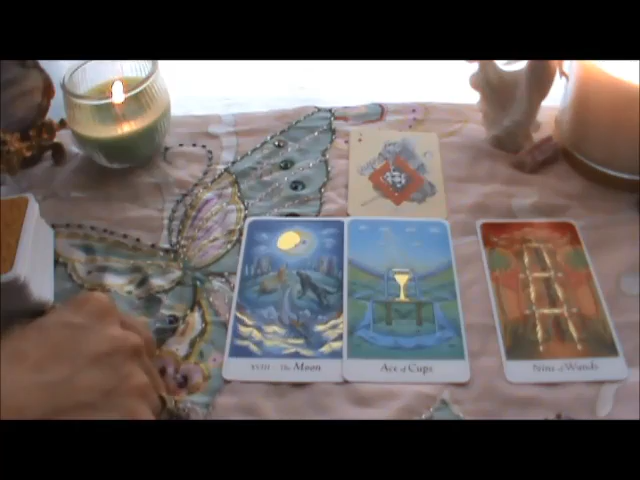 XVIII - The Moon
Ace of Cups
Nine of Wands